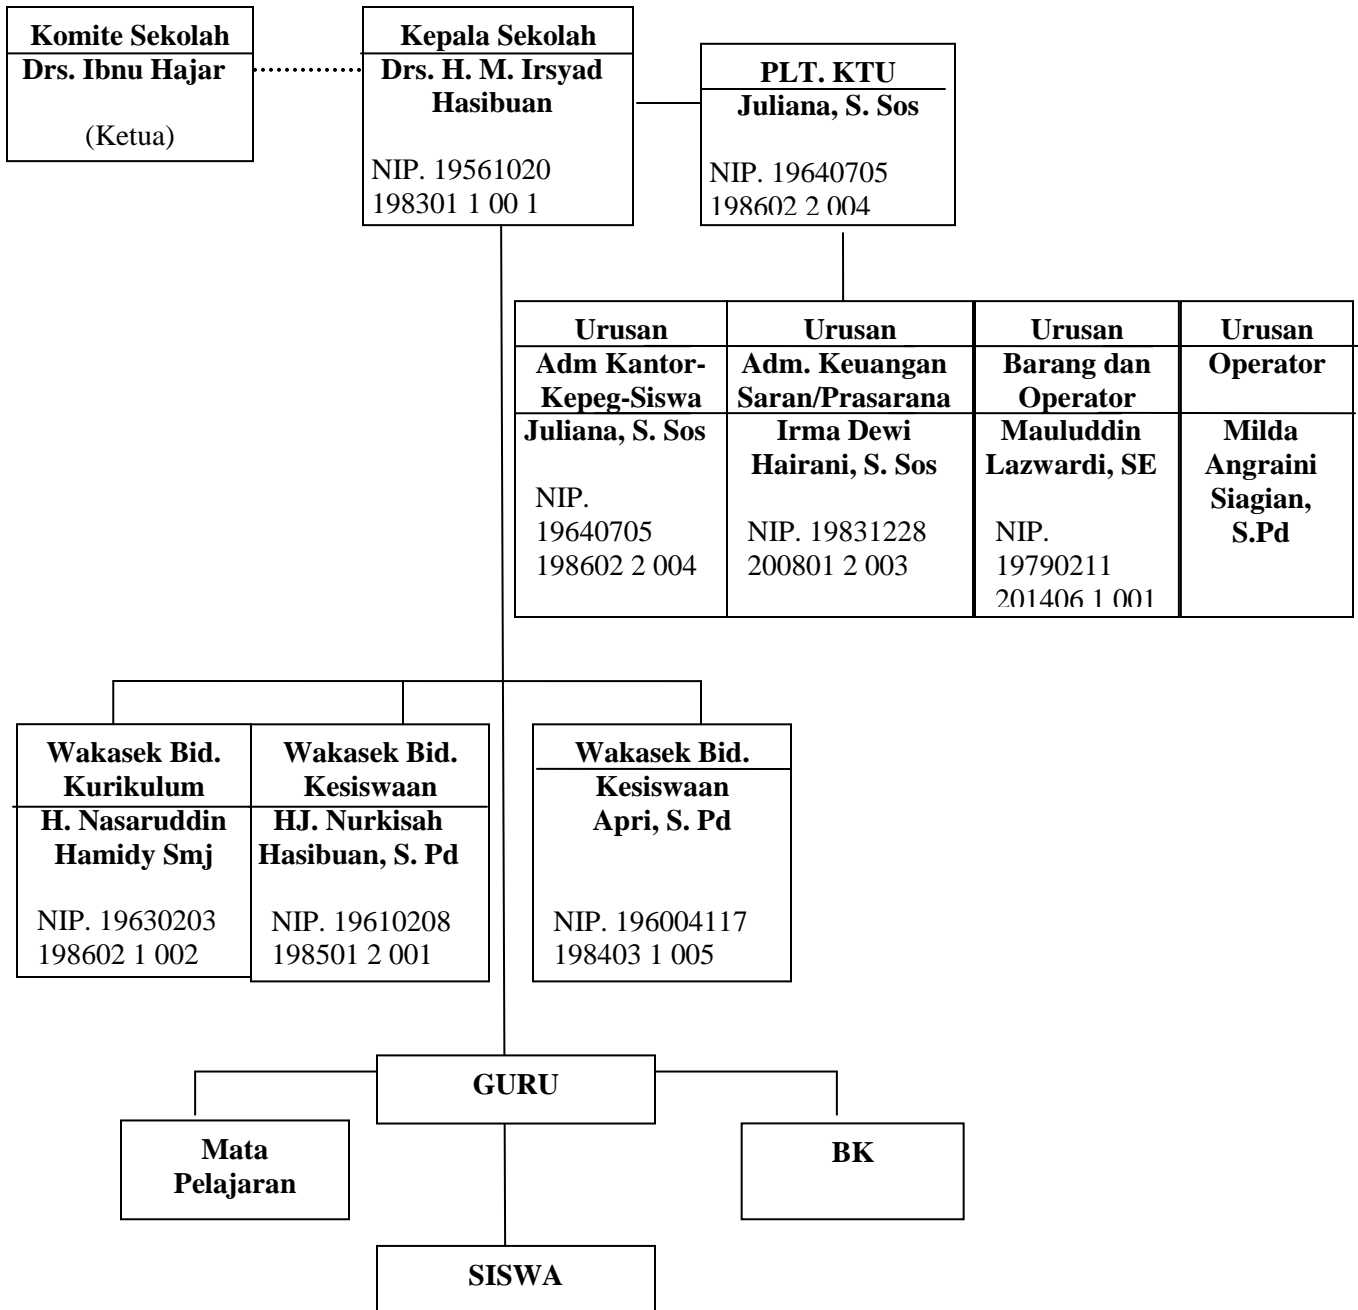 Komite Sekolah
Drs. Ibnu Hajar
(Ketua)
Kepala Sekolah
Drs. H. M. Irsyad
Hasibuan
NIP. 19561020
198301 1 00 1
PLT. KTU
Juliana, S. Sos
NIP. 19640705
198602 2 004
Urusan
Adm Kantor-
Kepeg-Siswa
Juliana, S. Sos
NIP.
19640705
198602 2 004
Urusan
Adm. Keuangan
Saran/Prasarana
Irma Dewi
Hairani, S. Sos
NIP. 19831228
200801 2 003
Urusan
Barang dan
Operator
Mauluddin
Lazwardi, SE
NIP.
19790211
201406 1 001
Urusan
Operator
Milda
Angraini
Siagian,
S.Pd
Wakasek Bid.
Kurikulum
H. Nasaruddin
Hamidy Smj
NIP. 19630203
198602 1 002
Wakasek Bid.
Kesiswaan
HJ. Nurkisah
Hasibuan, S. Pd
NIP. 19610208
198501 2 001
Wakasek Bid.
Kesiswaan
Apri, S. Pd
NIP. 196004117
198403 1 005
GURU
Mata
Pelajaran
BK
SISWA